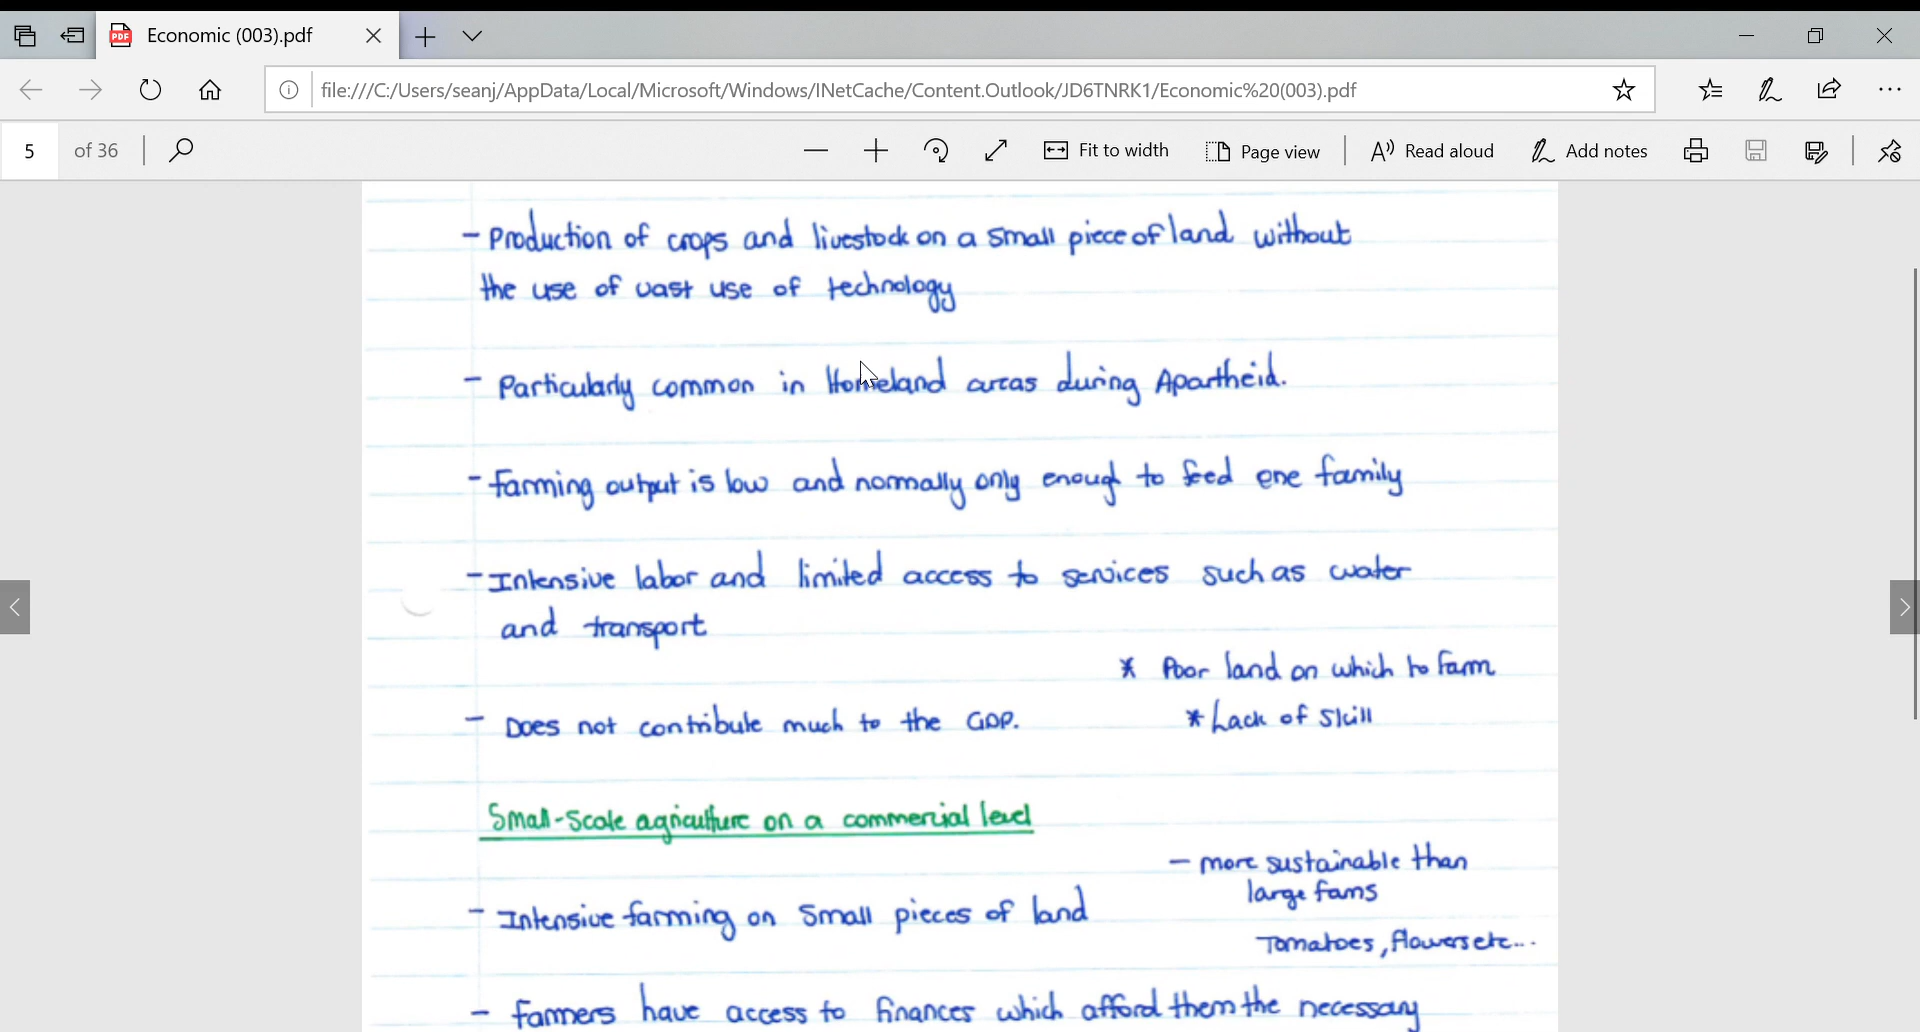 Economic (003).pdf
file:///C:/Users/seanj/AppData/Local/Microsoft/Windows/INetCache/Content.Outlook/JD6TNRK1/Economic%20(003).pdf
5 of 36
Fit to width
Page view
Read aloud
Add notes
- Production of crops and livestock on a small piece of land without
the use of vast use of technology
- Particularly common in Homeland areas during Apartheid.
- Farming output is low and normally only enough to feed one family
- Intensive labor and limited access to services such as water
and transport
* Poor land on which to farm
- Does not contribute much to the GDP.
* Lack of skill
Small-scale agriculture on a commercial level
- more sustainable than
large fams
- Intensive farming on small pieces of land
Tomatoes, flowers etc...
- Farmers have access to finances which afford them the necessary